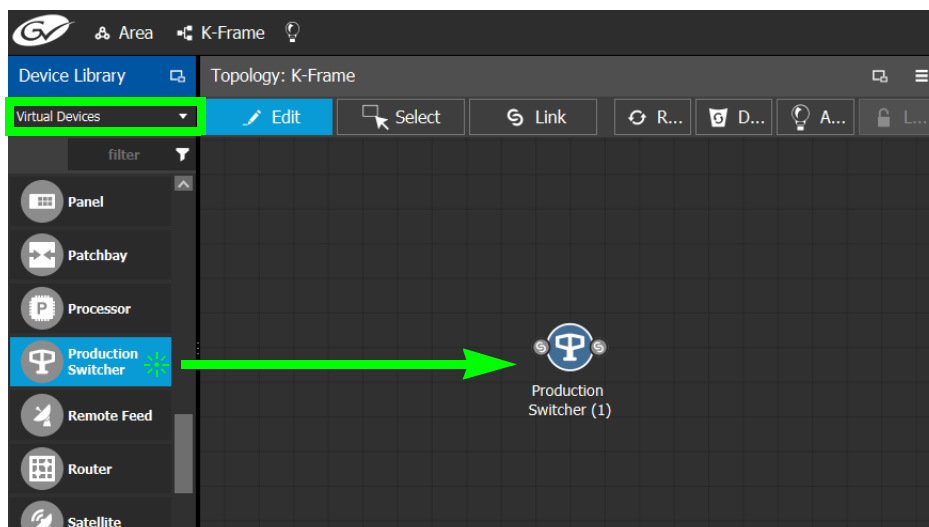 GV Area K-Frame
Device Library
Topology: K-Frame
Virtual Devices
Edit Select Link R... D... A... L...
filter
Panel
Patchbay
P Processor
Production
Switcher
Remote Feed
Router
Satellite
Production
Switcher (1)